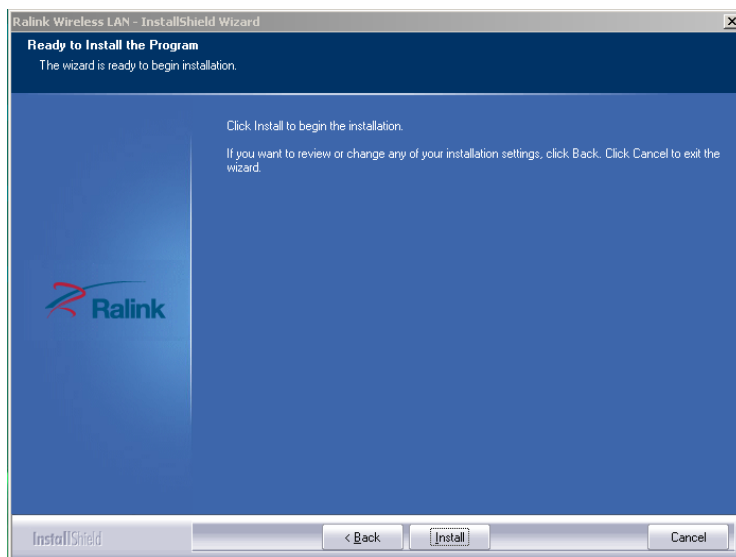 Ralink Wireless LAN - InstallShield Wizard
Ready to Install the Program
The wizard is ready to begin installation.
Click Install to begin the installation.
If you want to review or change any of your installation settings, click Back. Click Cancel to exit the
wizard.
Ralink
InstallShield
< Back
Install
Cancel